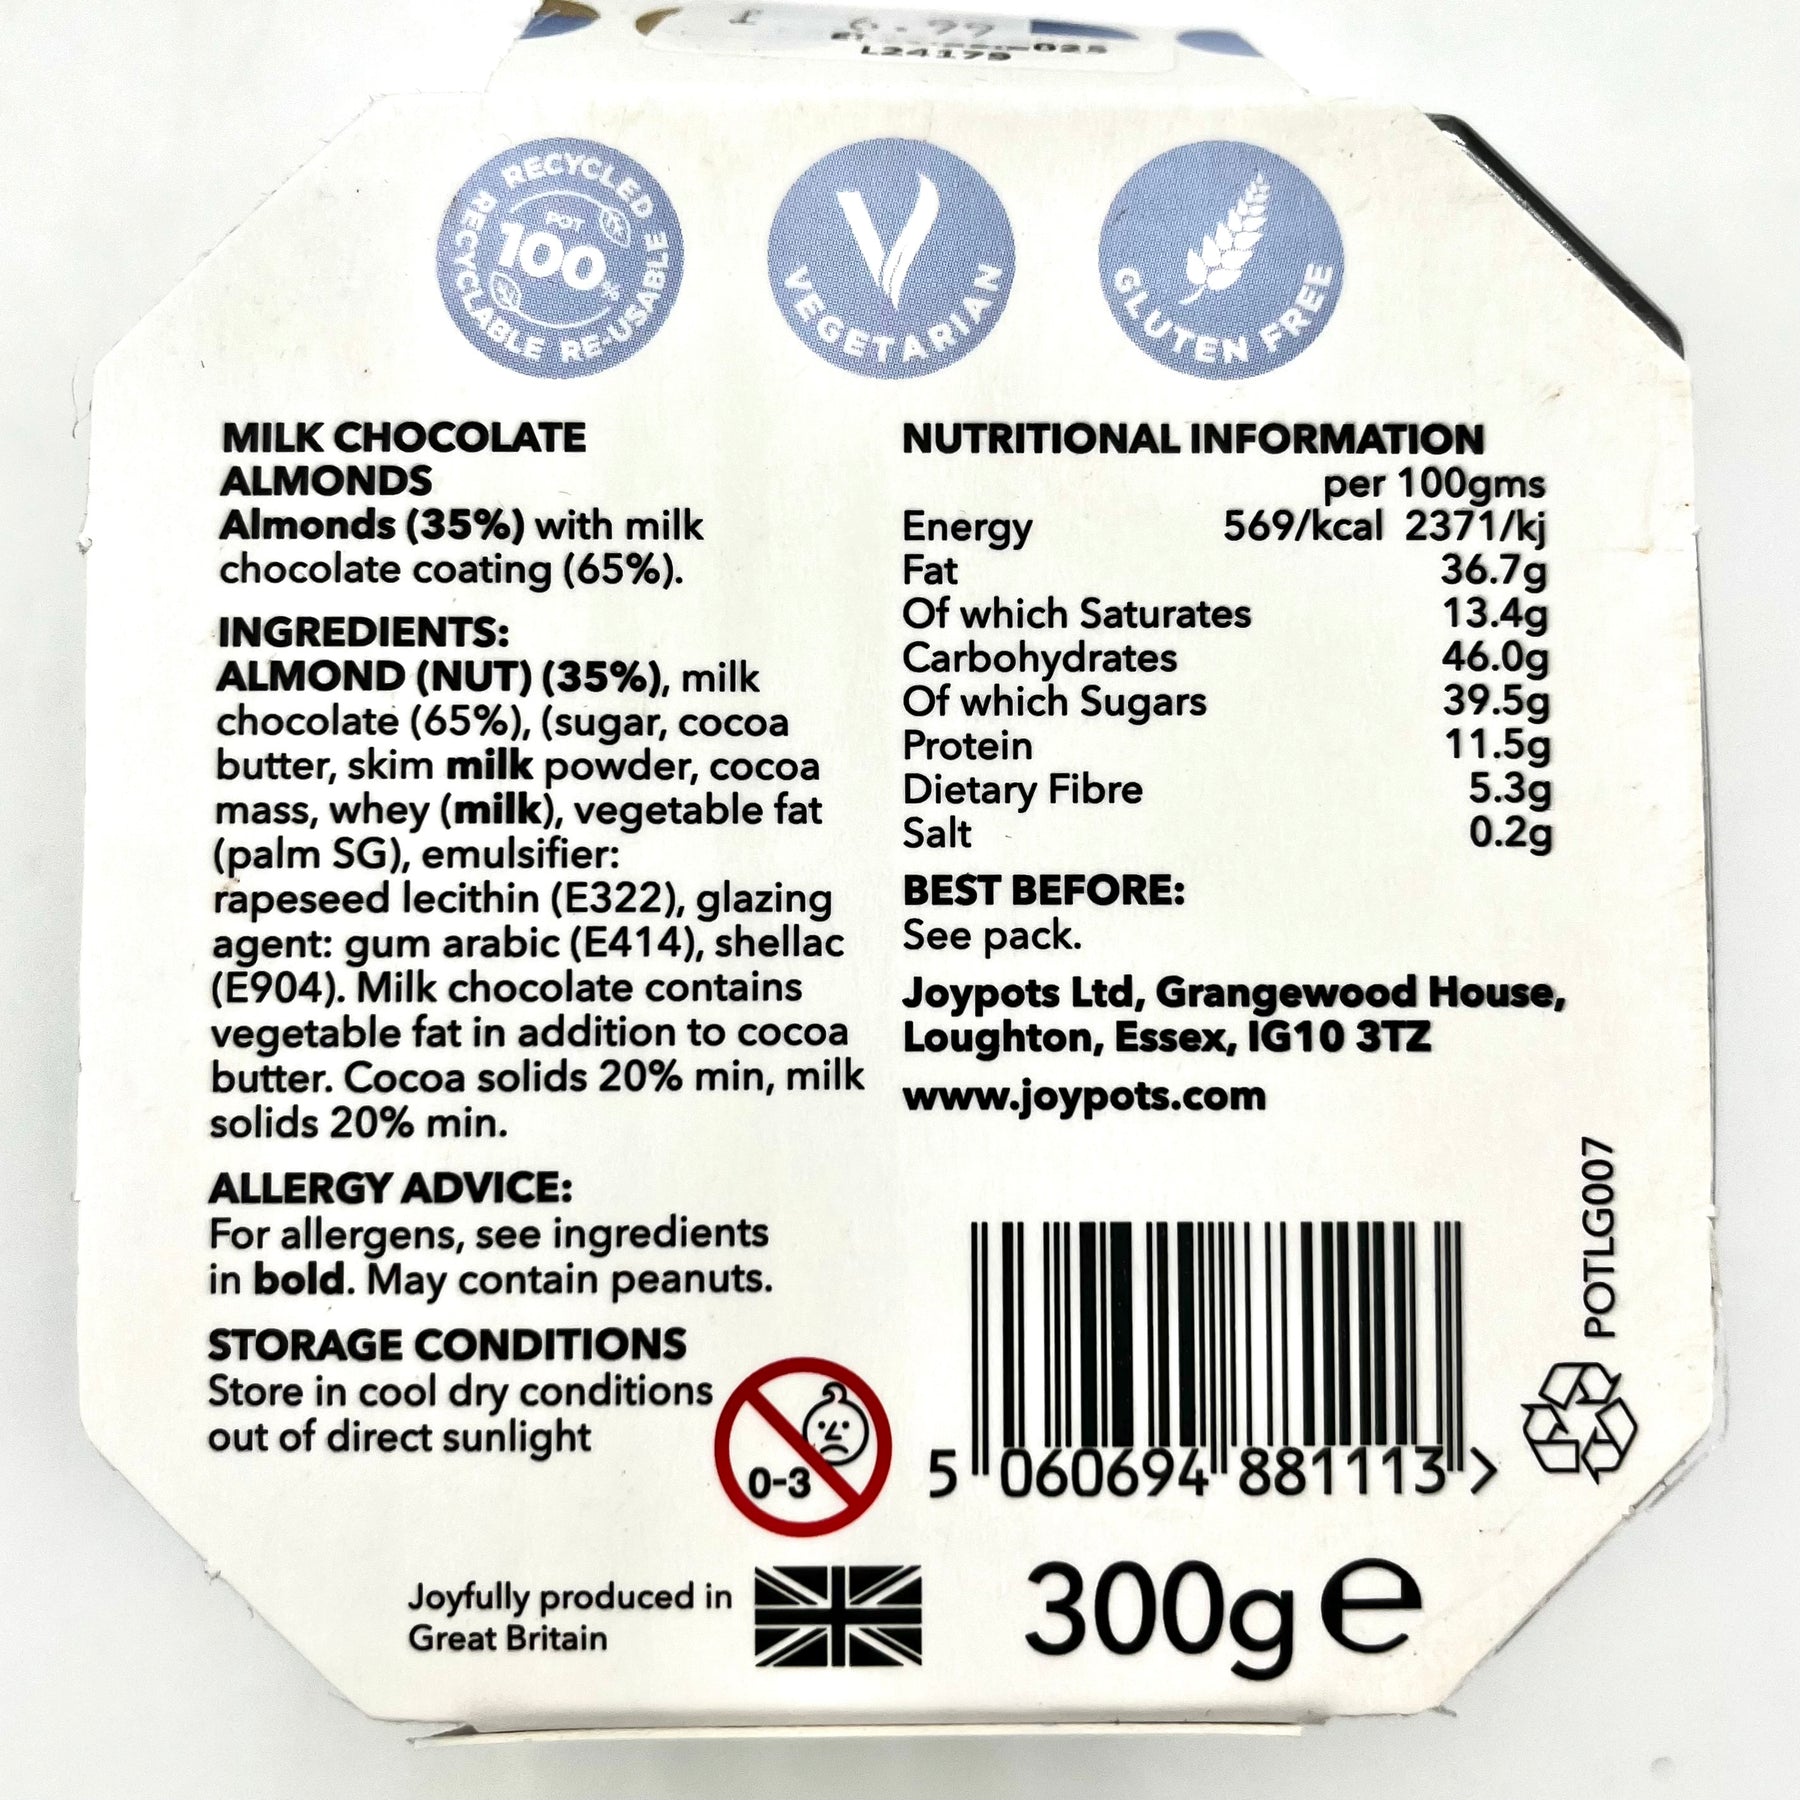 £ 6.99
L24179
RECYCLED RE-USABLE RECYCLABLE
POT
100%
VEGETARIAN
GLUTEN FREE
MILK CHOCOLATE
ALMONDS
Almonds (35%) with milk
chocolate coating (65%).
INGREDIENTS:
ALMOND (NUT) (35%), milk
chocolate (65%), (sugar, cocoa
butter, skim milk powder, cocoa
mass, whey (milk), vegetable fat
(palm SG), emulsifier:
rapeseed lecithin (E322), glazing
agent: gum arabic (E414), shellac
(E904). Milk chocolate contains
vegetable fat in addition to cocoa
butter. Cocoa solids 20% min, milk
solids 20% min.
ALLERGY ADVICE:
For allergens, see ingredients
in bold. May contain peanuts.
STORAGE CONDITIONS
Store in cool dry conditions
out of direct sunlight
0-3
Joyfully produced in
Great Britain
NUTRITIONAL INFORMATION
per 100gms
Energy 569/kcal 2371/kj
Fat 36.7g
Of which Saturates 13.4g
Carbohydrates 46.0g
Of which Sugars 39.5g
Protein 11.5g
Dietary Fibre 5.3g
Salt 0.2g
BEST BEFORE:
See pack.
Joypots Ltd, Grangewood House,
Loughton, Essex, IG10 3TZ
www.joypots.com
POTLG007
5 060694 881113 >
300g e